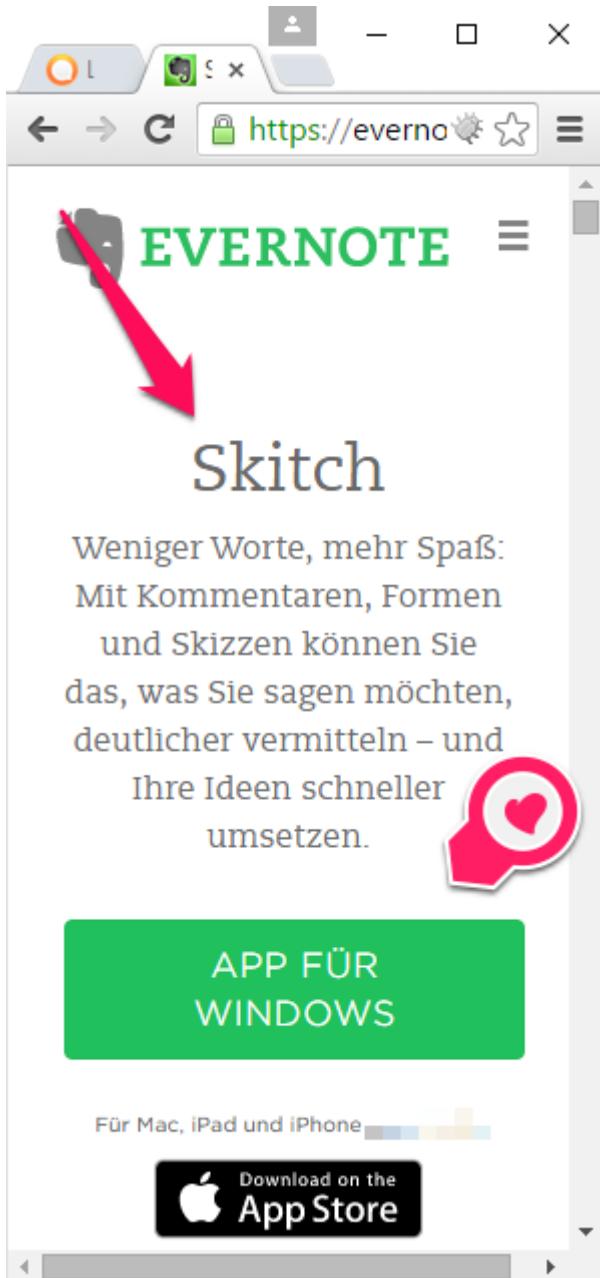 L
S
https://everno
EVERNOTE
Skitch
Weniger Worte, mehr Spaß:
Mit Kommentaren, Formen
und Skizzen können Sie
das, was Sie sagen möchten,
deutlicher vermitteln – und
Ihre Ideen schneller
umsetzen.
APP FÜR
WINDOWS
Für Mac, iPad und iPhone
Download on the
App Store